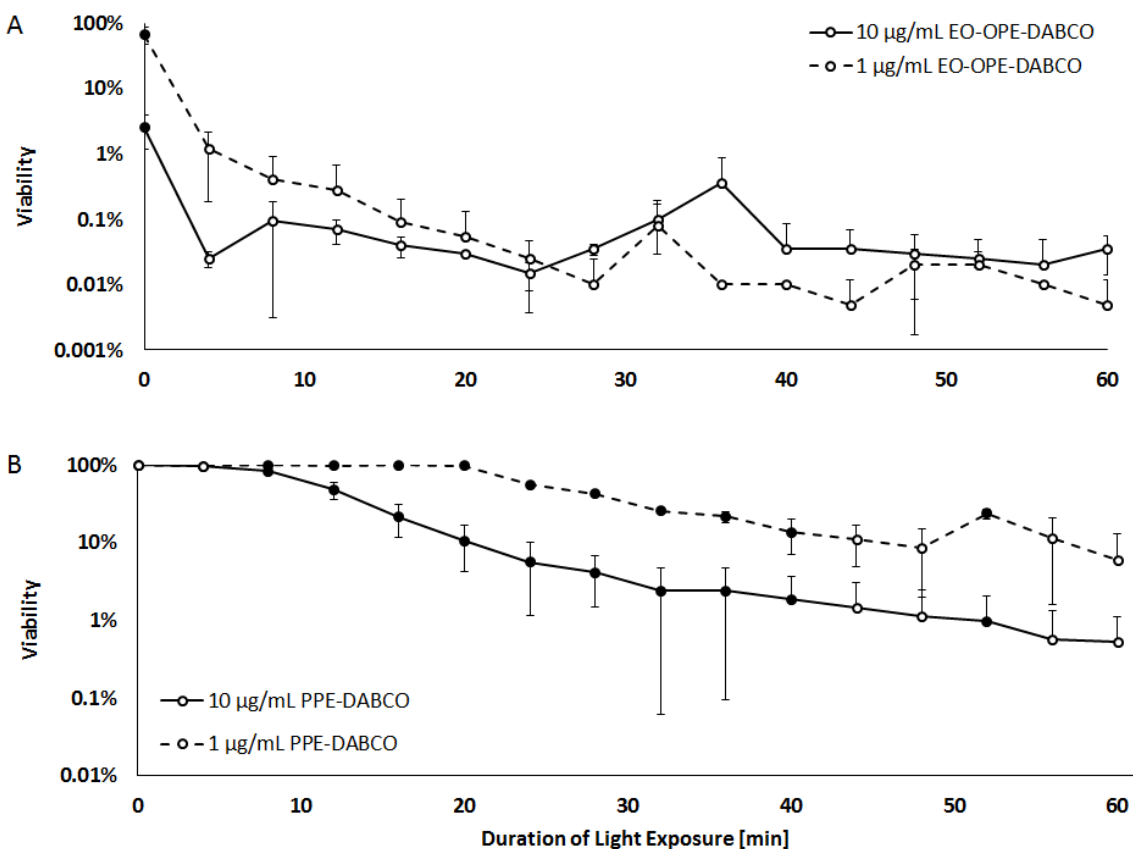 A
100%
10%
1%
0.1%
0.01%
0.001%
Viability
10 µg/mL EO-OPE-DABCO
1 µg/mL EO-OPE-DABCO
0 10 20 30 40 50 60
B
100%
10%
1%
0.1%
0.01%
Viability
10 µg/mL PPE-DABCO
1 µg/mL PPE-DABCO
0 10 20 30 40 50 60
Duration of Light Exposure [min]